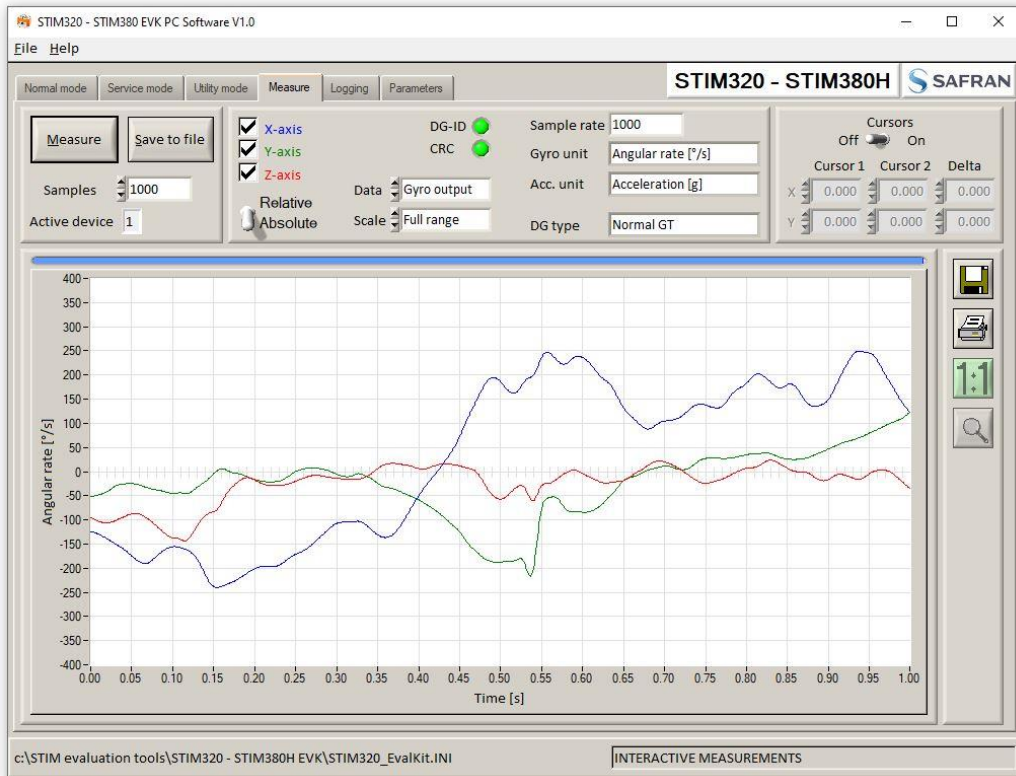 STIM320 - STIM380 EVK PC Software V1.0
File Help
Normal mode Service mode Utility mode Measure Logging Parameters
STIM320 - STIM380H
SAFRAN
Measure Save to file
Samples 1000
Active device 1
X-axis
Y-axis
Z-axis
Relative
Absolute
DG-ID
CRC
Data Gyro output
Scale Full range
Sample rate 1000
Gyro unit Angular rate [°/s]
Acc. unit Acceleration [g]
DG type Normal GT
Cursors
Off On
Cursor 1 Cursor 2 Delta
X 0.000 0.000 0.000
Y 0.000 0.000 0.000
1:1
Angular rate [°/s]
400
350
300
250
200
150
100
50
0
-50
-100
-150
-200
-250
-300
-350
-400
0.00 0.05 0.10 0.15 0.20 0.25 0.30 0.35 0.40 0.45 0.50 0.55 0.60 0.65 0.70 0.75 0.80 0.85 0.90 0.95 1.00
Time [s]
c:\STIM evaluation tools\STIM320 - STIM380H EVK\STIM320_EvalKit.INI
INTERACTIVE MEASUREMENTS